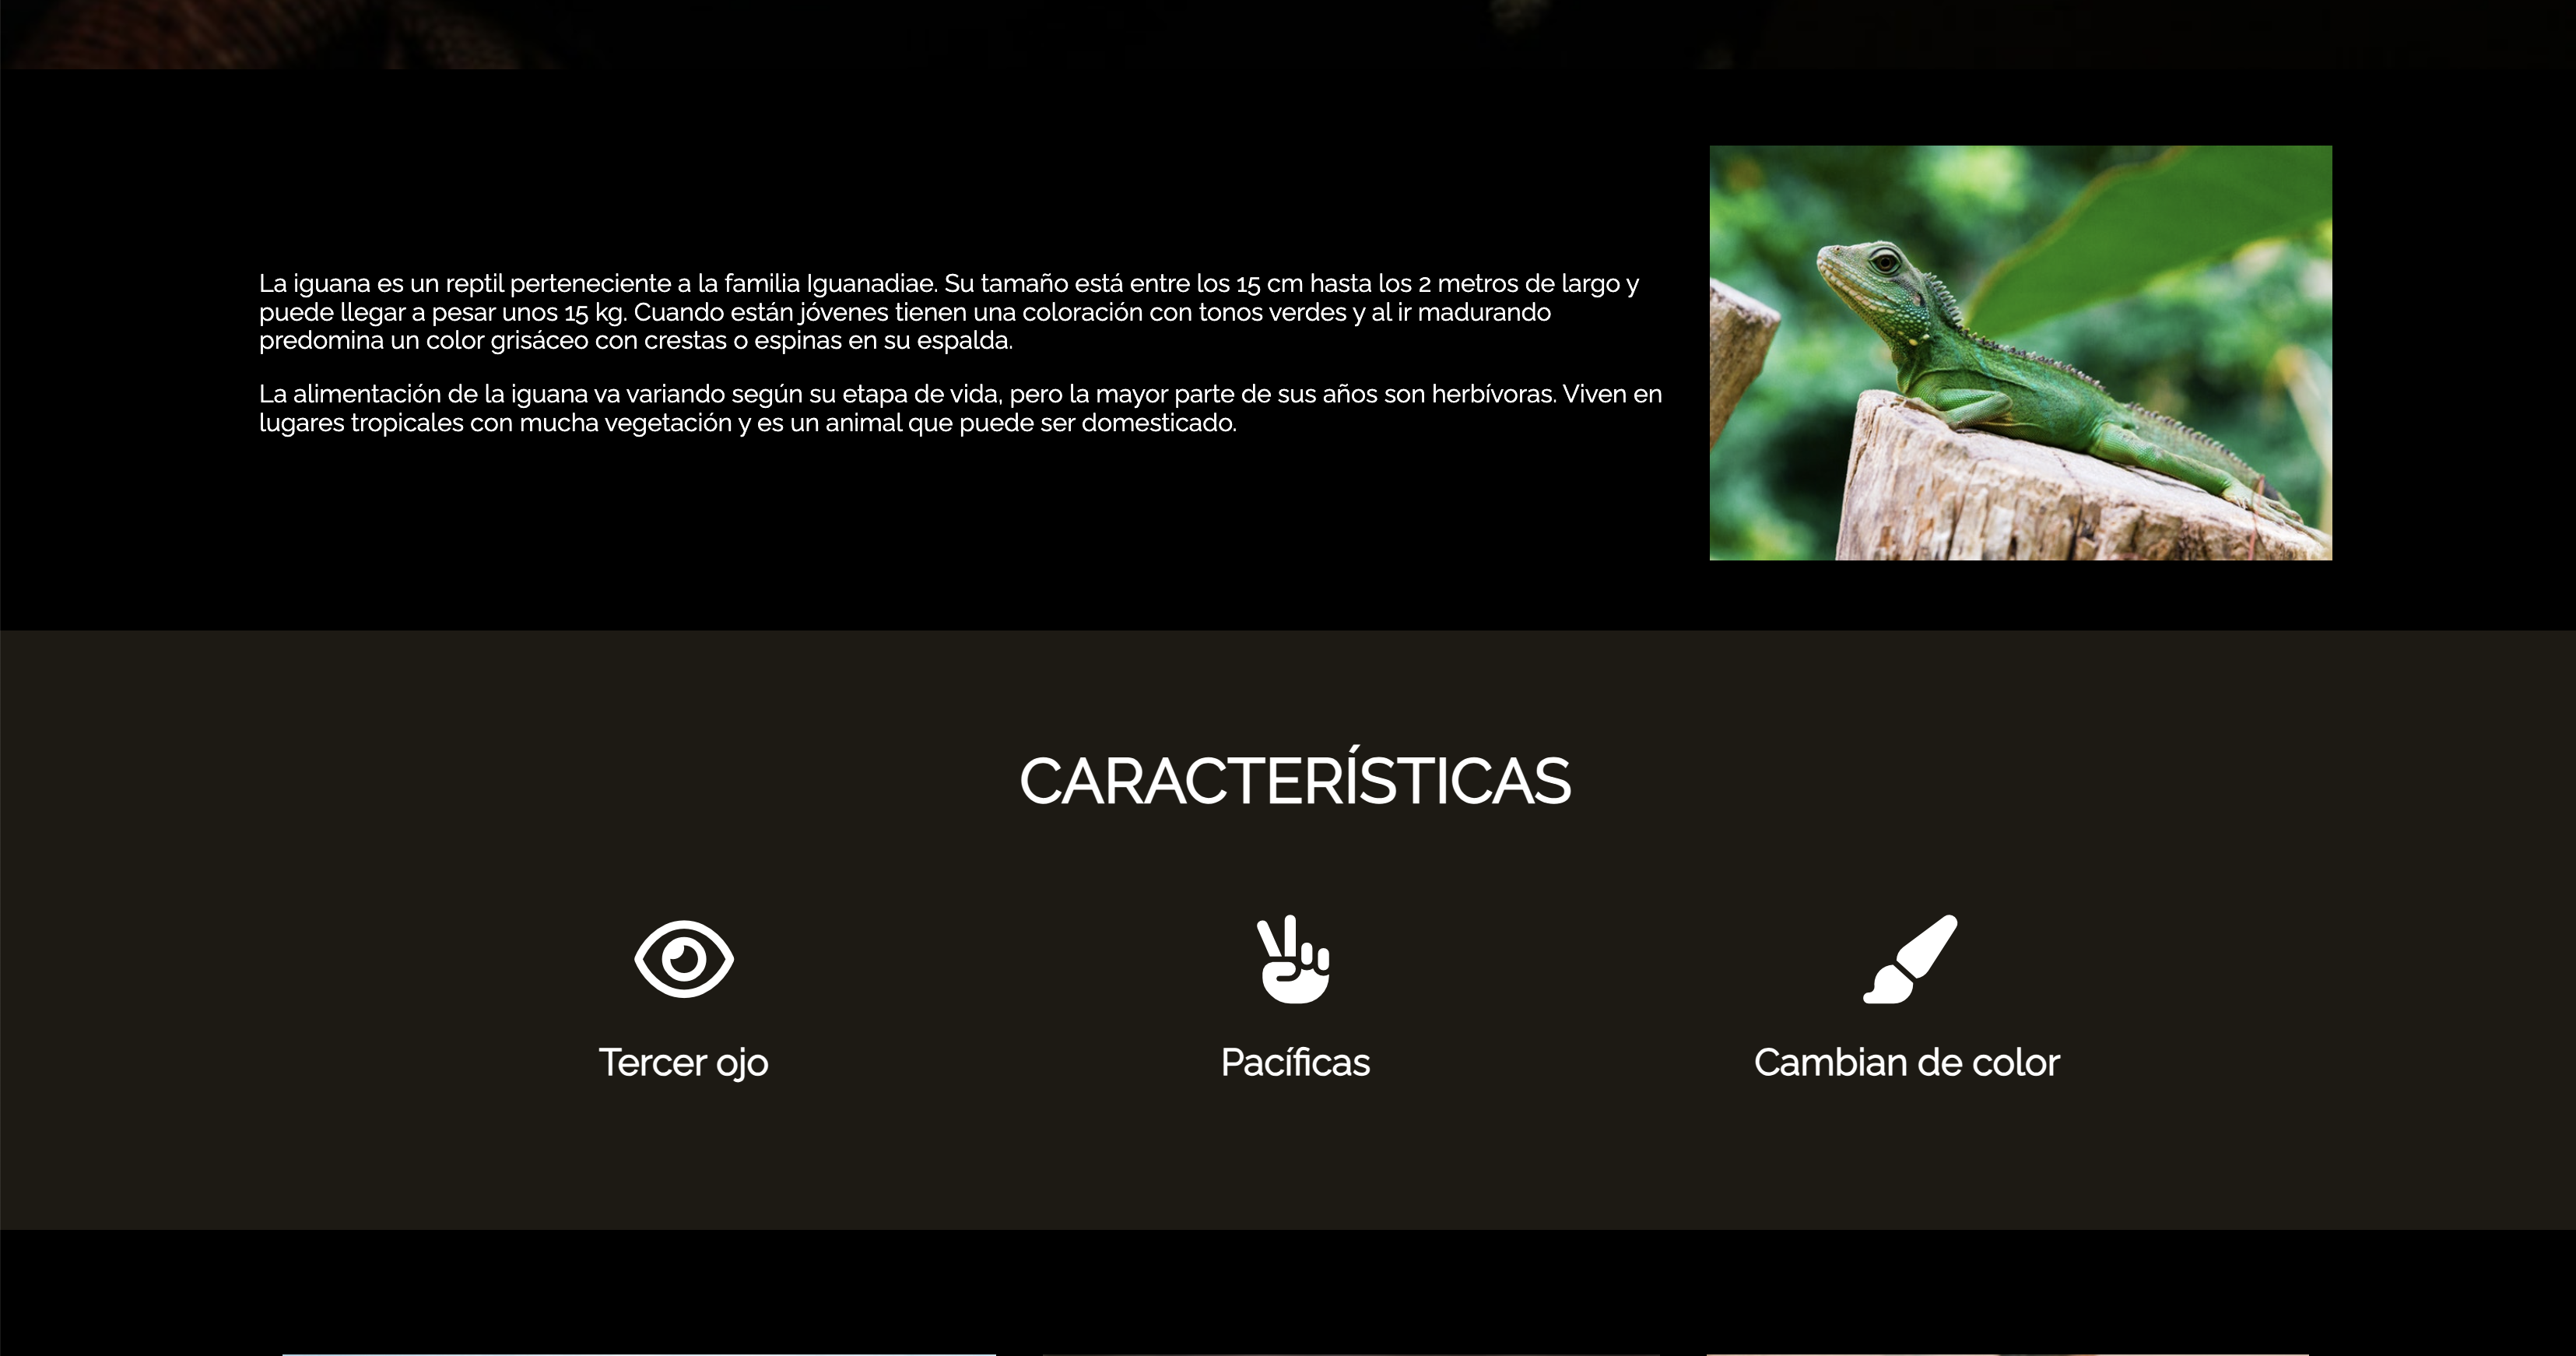 La iguana es un reptil perteneciente a la familia Iguanadiae. Su tamaño está entre los 15 cm hasta los 2 metros de largo y
puede llegar a pesar unos 15 kg. Cuando están jóvenes tienen una coloración con tonos verdes y al ir madurando
predomina un color grisáceo con crestas o espinas en su espalda.
La alimentación de la iguana va variando según su etapa de vida, pero la mayor parte de sus años son herbívoras. Viven en
lugares tropicales con mucha vegetación y es un animal que puede ser domesticado.
CARACTERÍSTICAS
Tercer ojo
Pacíficas
Cambian de color